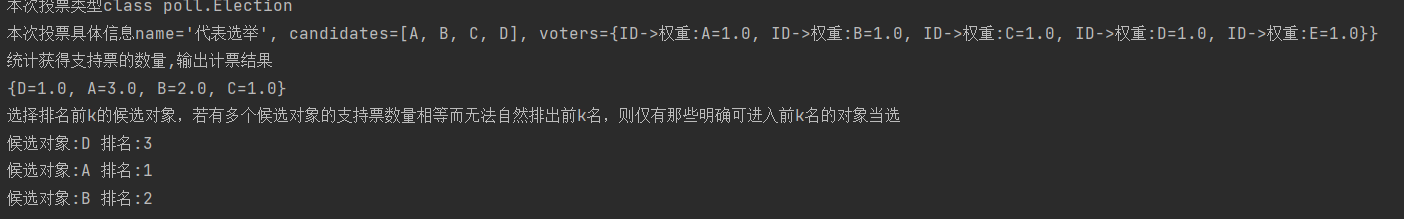 本次投票类型class poll.Election
本次投票具体信息name='代表选举', candidates=[A, B, C, D], voters={ID->权重:A=1.0, ID->权重:B=1.0, ID->权重:C=1.0, ID->权重:D=1.0, ID->权重:E=1.0}}
统计获得支持票的数量,输出计票结果
{D=1.0, A=3.0, B=2.0, C=1.0}
选择排名前k的候选对象，若有多个候选对象的支持票数量相等而无法自然排出前k名，则仅有那些明确可进入前k名的对象当选
候选对象:D 排名:3
候选对象:A 排名:1
候选对象:B 排名:2